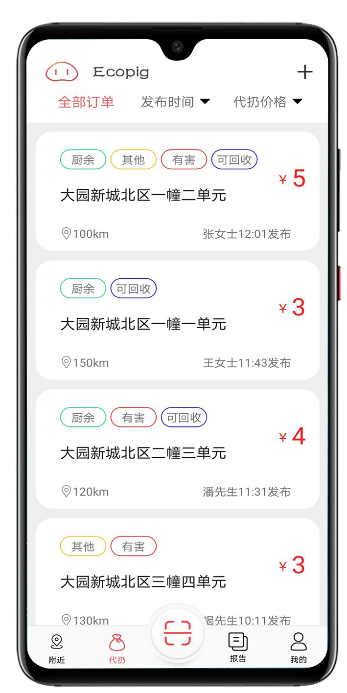 Ecopig
全部订单 发布时间 代扔价格
厨余 其他 有害 可回收
¥ 5
大园新城北区一幢二单元
100km 张女士12:01发布
厨余 可回收
¥ 3
大园新城北区一幢一单元
150km 王女士11:43发布
厨余 有害 可回收
¥ 4
大园新城北区二幢三单元
120km 潘先生11:31发布
其他 有害
¥ 3
大园新城北区三幢四单元
130km 先生10:11发布
附近 代扔 报告 我的